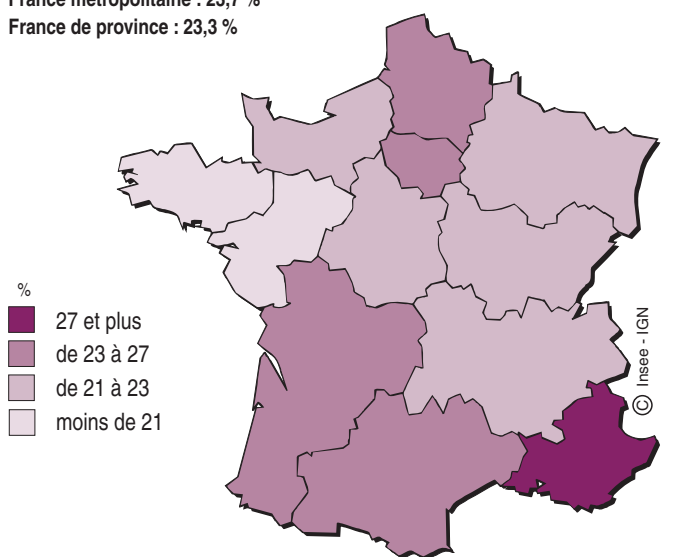 France métropolitaine : 23,7 %
France de province : 23,3 %
%
27 et plus
de 23 à 27
de 21 à 23
moins de 21
© Insee - IGN